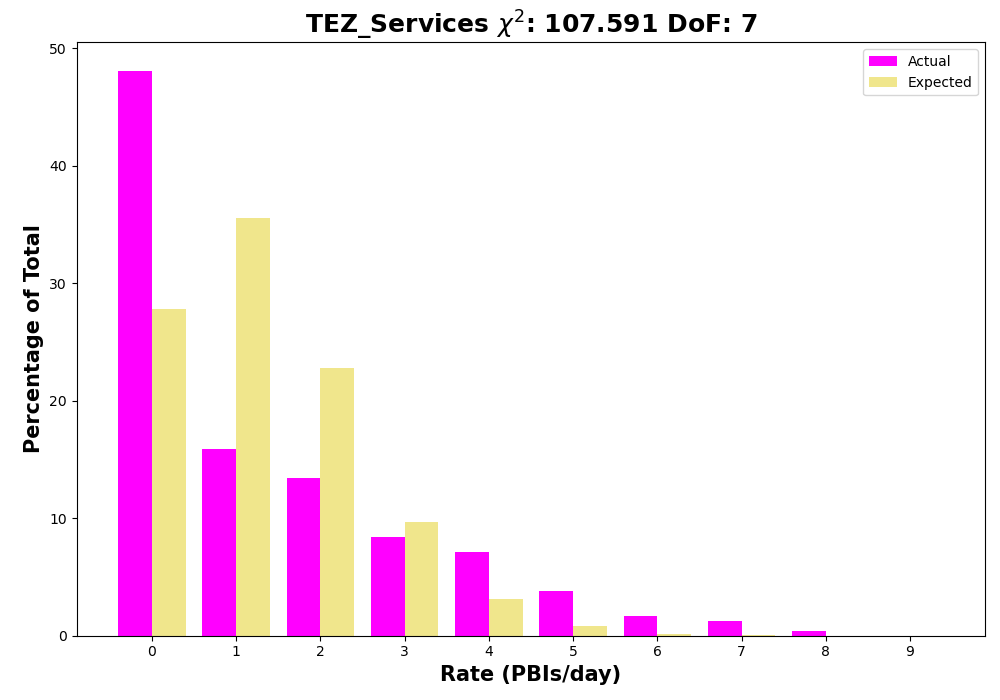 TEZ_Services χ²: 107.591 DoF: 7
Actual
Expected
Percentage of Total
50
40
30
20
10
0
0 1 2 3 4 5 6 7 8 9
Rate (PBIs/day)